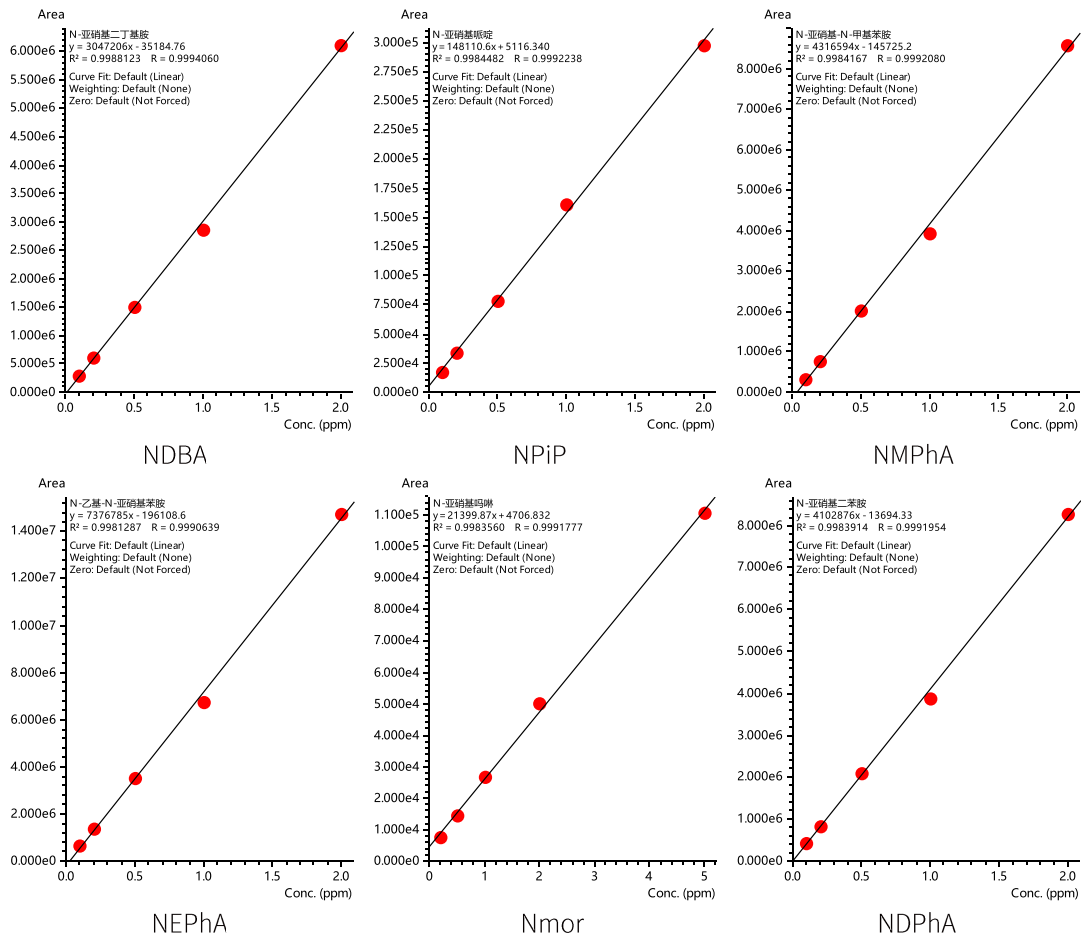 Area
N-亚硝基二丁基胺
y = 3047206x - 35184.76
R² = 0.9988123 R = 0.9994060
Curve Fit: Default (Linear)
Weighting: Default (None)
Zero: Default (Not Forced)
6.000e6
5.500e6
5.000e6
4.500e6
4.000e6
3.500e6
3.000e6
2.500e6
2.000e6
1.500e6
1.000e6
5.000e5
0.000e0
0.0 0.5 1.0 1.5 2.0
Conc. (ppm)
NDBA
Area
N-亚硝基哌啶
y = 148110.6x + 5116.340
R² = 0.9984482 R = 0.9992238
Curve Fit: Default (Linear)
Weighting: Default (None)
Zero: Default (Not Forced)
3.000e5
2.750e5
2.500e5
2.250e5
2.000e5
1.750e5
1.500e5
1.250e5
1.000e5
7.500e4
5.000e4
2.500e4
0.000e0
0.0 0.5 1.0 1.5 2.0
Conc. (ppm)
NPiP
Area
N-亚硝基-N-甲基苯胺
y = 4316594x - 145725.2
R² = 0.9984167 R = 0.9992080
Curve Fit: Default (Linear)
Weighting: Default (None)
Zero: Default (Not Forced)
8.000e6
7.000e6
6.000e6
5.000e6
4.000e6
3.000e6
2.000e6
1.000e6
0.000e0
0.0 0.5 1.0 1.5 2.0
Conc. (ppm)
NMPhA
Area
N-乙基-N-亚硝基苯胺
y = 7376785x - 196108.6
R² = 0.9981287 R = 0.9990639
Curve Fit: Default (Linear)
Weighting: Default (None)
Zero: Default (Not Forced)
1.400e7
1.200e7
1.000e7
8.000e6
6.000e6
4.000e6
2.000e6
0.000e0
0.0 0.5 1.0 1.5 2.0
Conc. (ppm)
NEPhA
Area
N-亚硝基吗啉
y = 21399.87x + 4706.832
R² = 0.9983560 R = 0.9991777
Curve Fit: Default (Linear)
Weighting: Default (None)
Zero: Default (Not Forced)
1.100e5
1.000e5
9.000e4
8.000e4
7.000e4
6.000e4
5.000e4
4.000e4
3.000e4
2.000e4
1.000e4
0.000e0
0 1 2 3 4 5
Conc. (ppm)
Nmor
Area
N-亚硝基二苯胺
y = 4102876x - 13694.33
R² = 0.9983914 R = 0.9991954
Curve Fit: Default (Linear)
Weighting: Default (None)
Zero: Default (Not Forced)
8.000e6
7.000e6
6.000e6
5.000e6
4.000e6
3.000e6
2.000e6
1.000e6
0.000e0
0.0 0.5 1.0 1.5 2.0
Conc. (ppm)
NDPhA